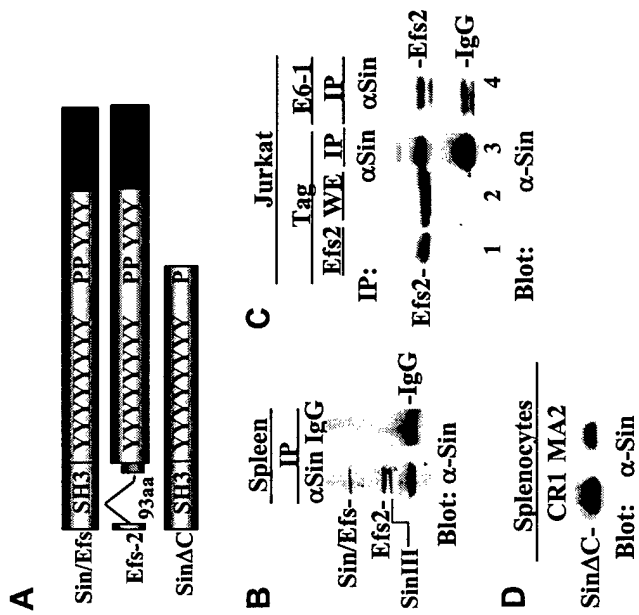 A
Sin/Efs SH3 YYYYYYYYY PP YYY
Efs-2 YYYYYYYYY PP YYY
93aa
SinΔC SH3 YYYYYYYYY P
B
Spleen
IP
αSin IgG
Sin/Efs-
Efs2-
SinIII-
-IgG
Blot: α-Sin
C
Jurkat
Tag E6-1
Efs2 WE IP IP
IP: αSin αSin
Efs2- -Efs2
-IgG
1 2 3 4
Blot: α-Sin
D
Splenocytes
CR1 MA2
SinΔC-
Blot: α-Sin